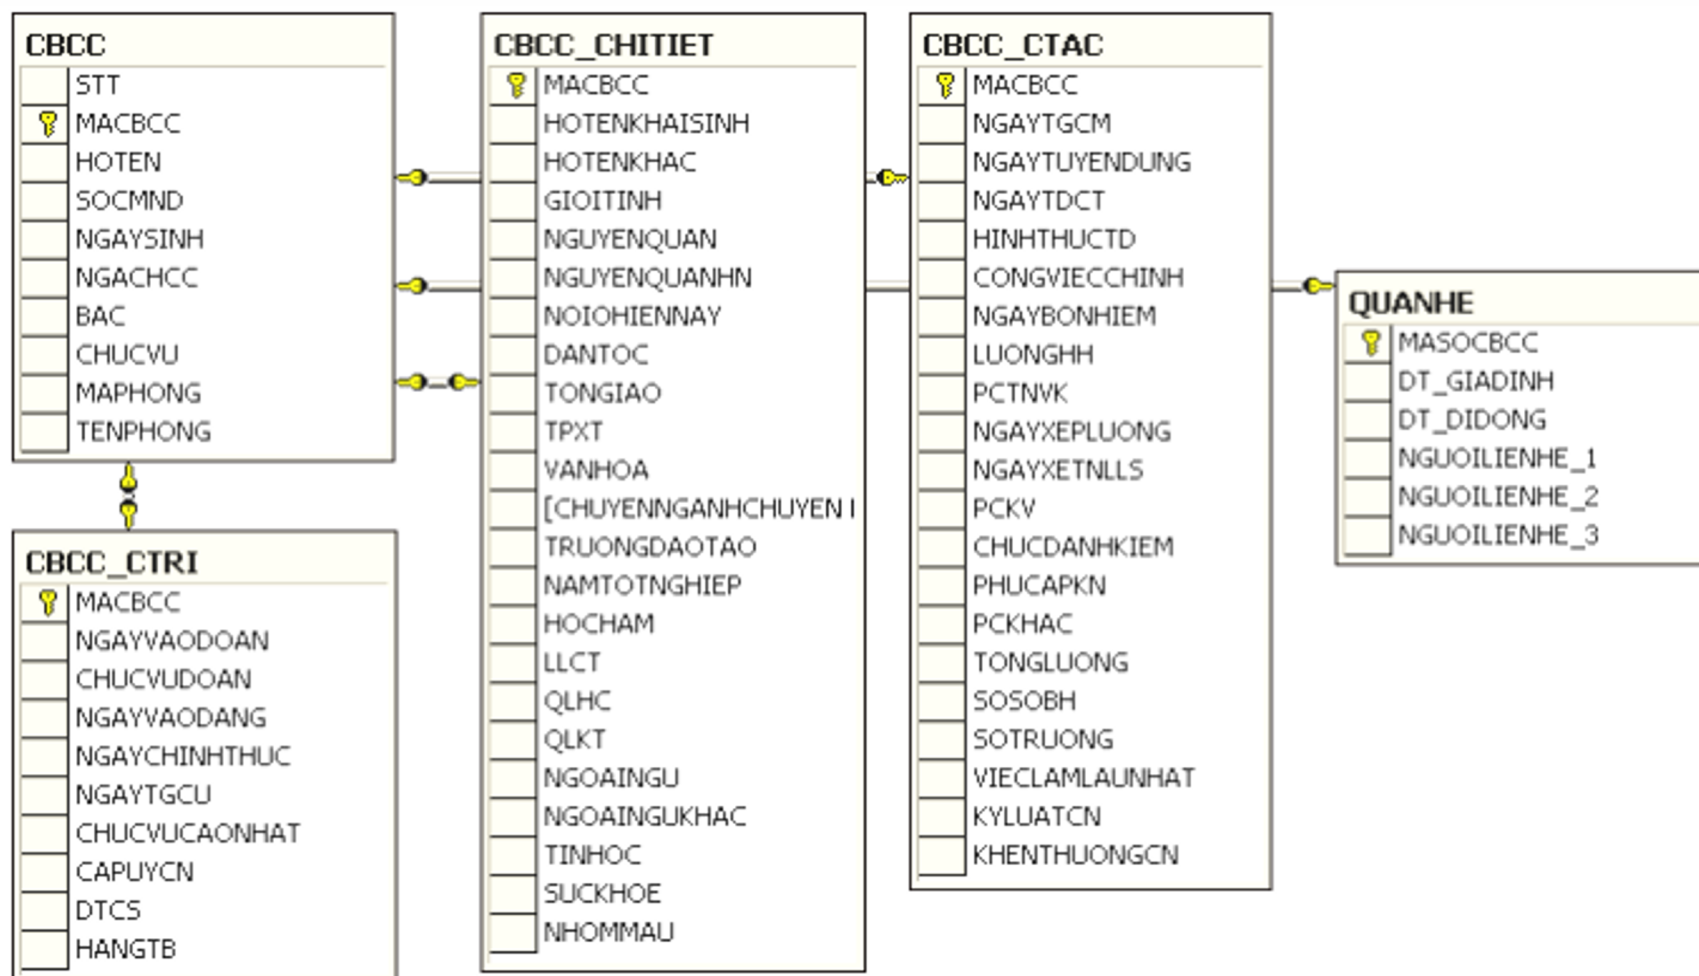 CBCC
STT
MACBCC
HOTEN
SOCMND
NGAYSINH
NGACHCC
BAC
CHUCVU
MAPHONG
TENPHONG
CBCC_CTRI
MACBCC
NGAYVAODOAN
CHUCVUDOAN
NGAYVAODANG
NGAYCHINHTHUC
NGAYTGCU
CHUCVUCAONHAT
CAPUYCN
DTCS
HANGTB
CBCC_CHITIET
MACBCC
HOTENKHAISINH
HOTENKHAC
GIOITINH
NGUYENQUAN
NGUYENQUANHN
NOIOHIENNAY
DANTOC
TONGIAO
TPXT
VANHOA
[CHUYENNGANHCHUYEN
TRUONGDAOTAO
NAMTOTNGHIEP
HOCHAM
LLCT
QLHC
QLKT
NGOAINGU
NGOAINGUKHAC
TINHOC
SUCKHOE
NHOMMAU
CBCC_CTAC
MACBCC
NGAYTGCM
NGAYTUYENDUNG
NGAYTDCT
HINHTHUCTD
CONGVIECCHINH
NGAYBONHIEM
LUONGHH
PCTNVK
NGAYXEPLUONG
NGAYXETNLLS
PCKV
CHUCDANHKIEM
PHUCAPKN
PCKHAC
TONGLUONG
SOSOBH
SOTRUONG
VIECLAMLAUNHAT
KYLUATCN
KHENTHUONGCN
QUANHE
MASOCBCC
DT_GIADINH
DT_DIDONG
NGUOILIENHE_1
NGUOILIENHE_2
NGUOILIENHE_3